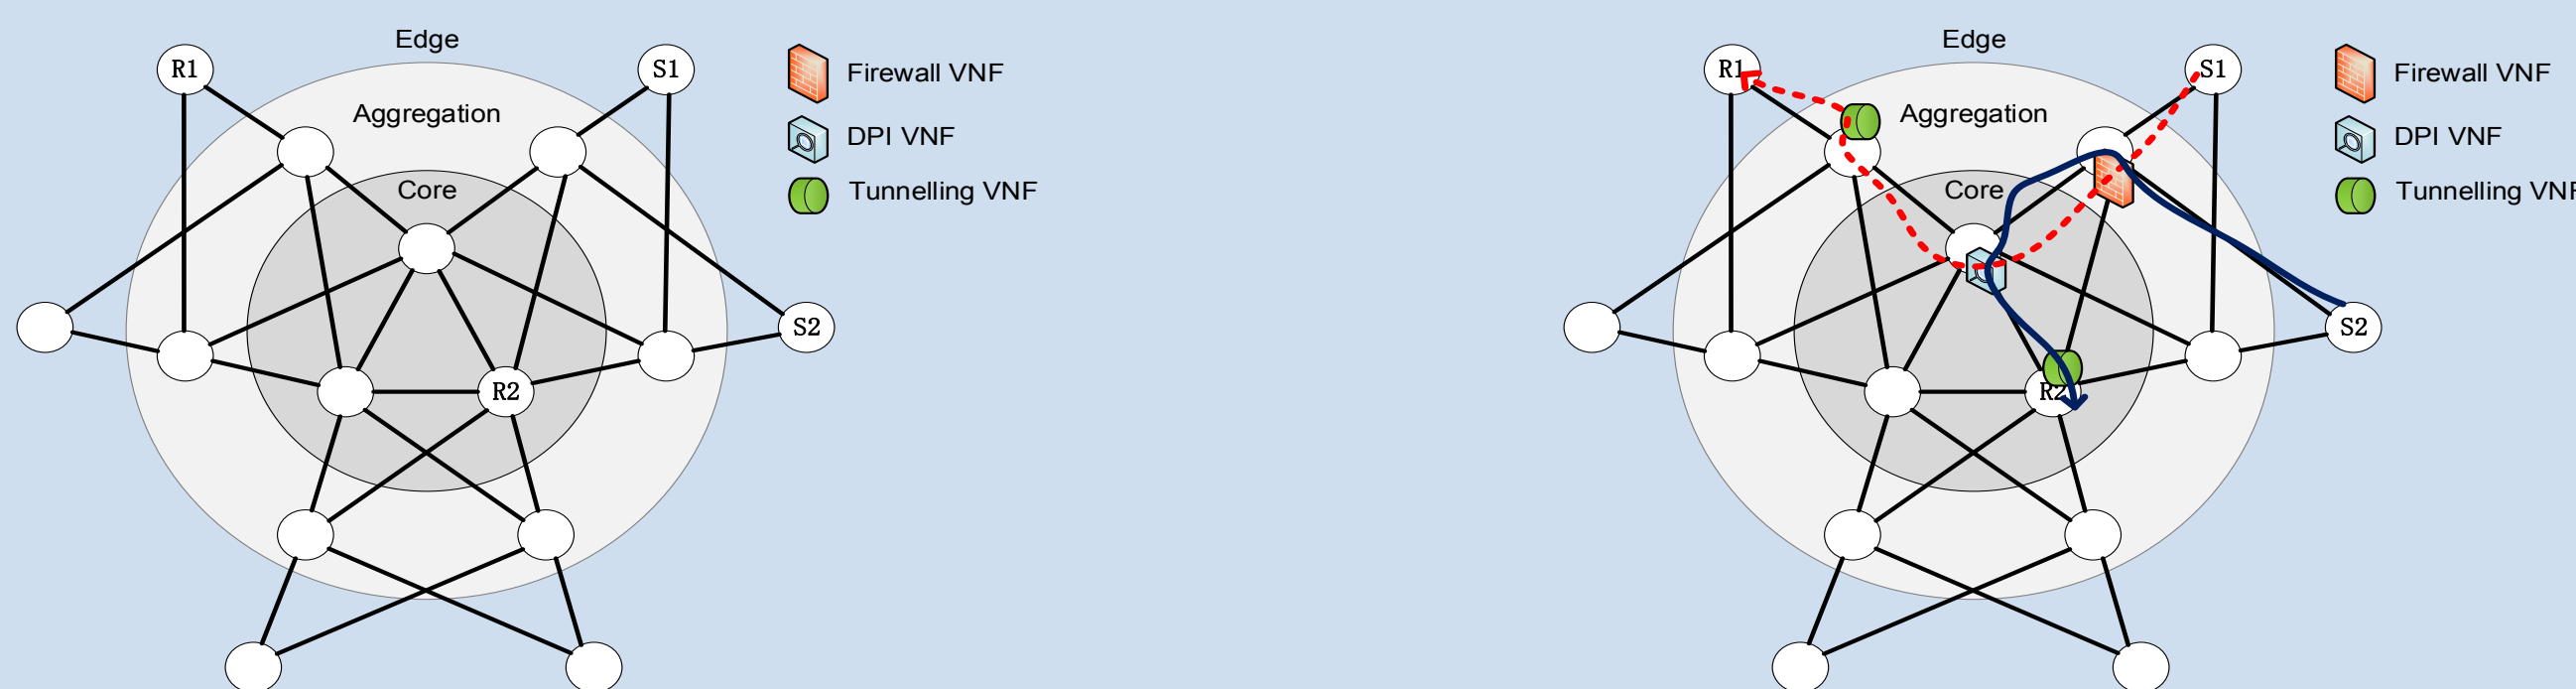 Edge
R1
S1
Firewall VNF
Aggregation
DPI VNF
Core
Tunnelling VNF
S2
R2
Edge
R1
S1
Firewall VNF
Aggregation
DPI VNF
Core
Tunnelling VNF
S2
R2